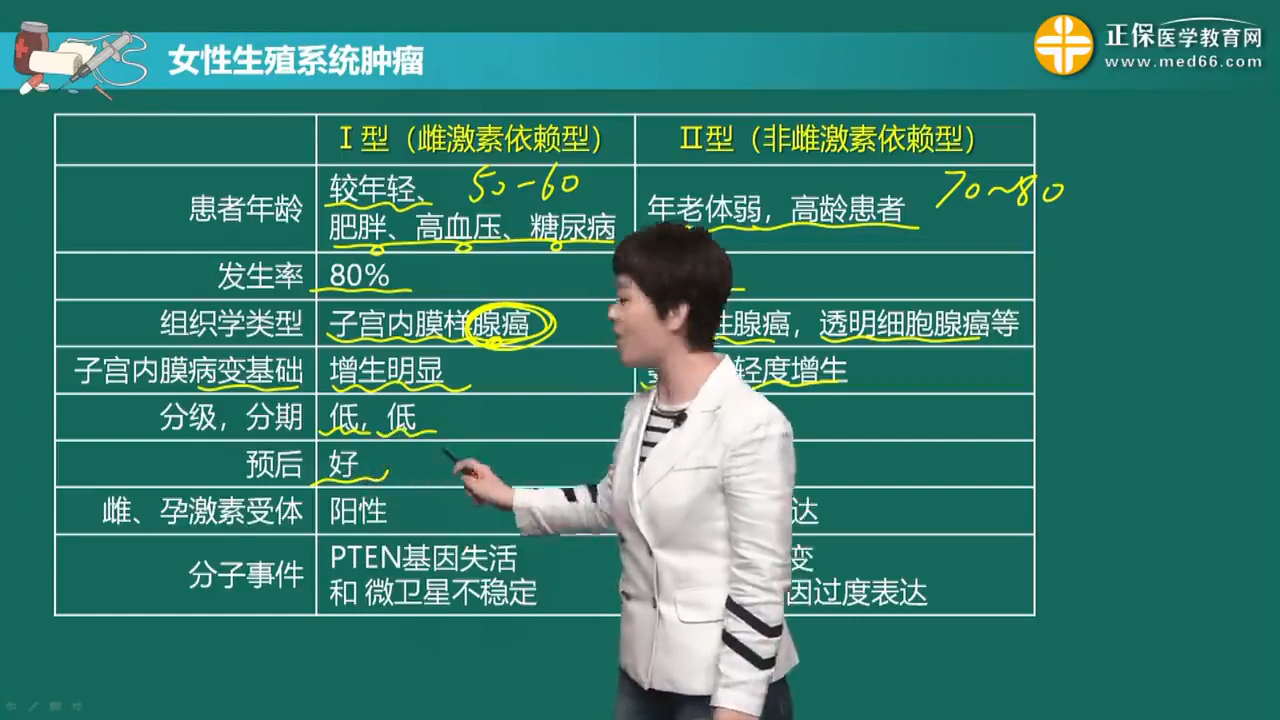 女性生殖系统肿瘤
正保医学教育网
www.med66.com
Ⅰ型（雌激素依赖型）
Ⅱ型（非雌激素依赖型）
患者年龄
较年轻、 50-60
肥胖、高血压、糖尿病
年老体弱，高龄患者 70~80
发生率
80%
组织学类型
子宫内膜样腺癌
性腺癌，透明细胞腺癌等
子宫内膜病变基础
增生明显
轻度增生
分级，分期
低，低
预后
好
雌、孕激素受体
阳性
达
分子事件
PTEN基因失活
和 微卫星不稳定
变
因过度表达